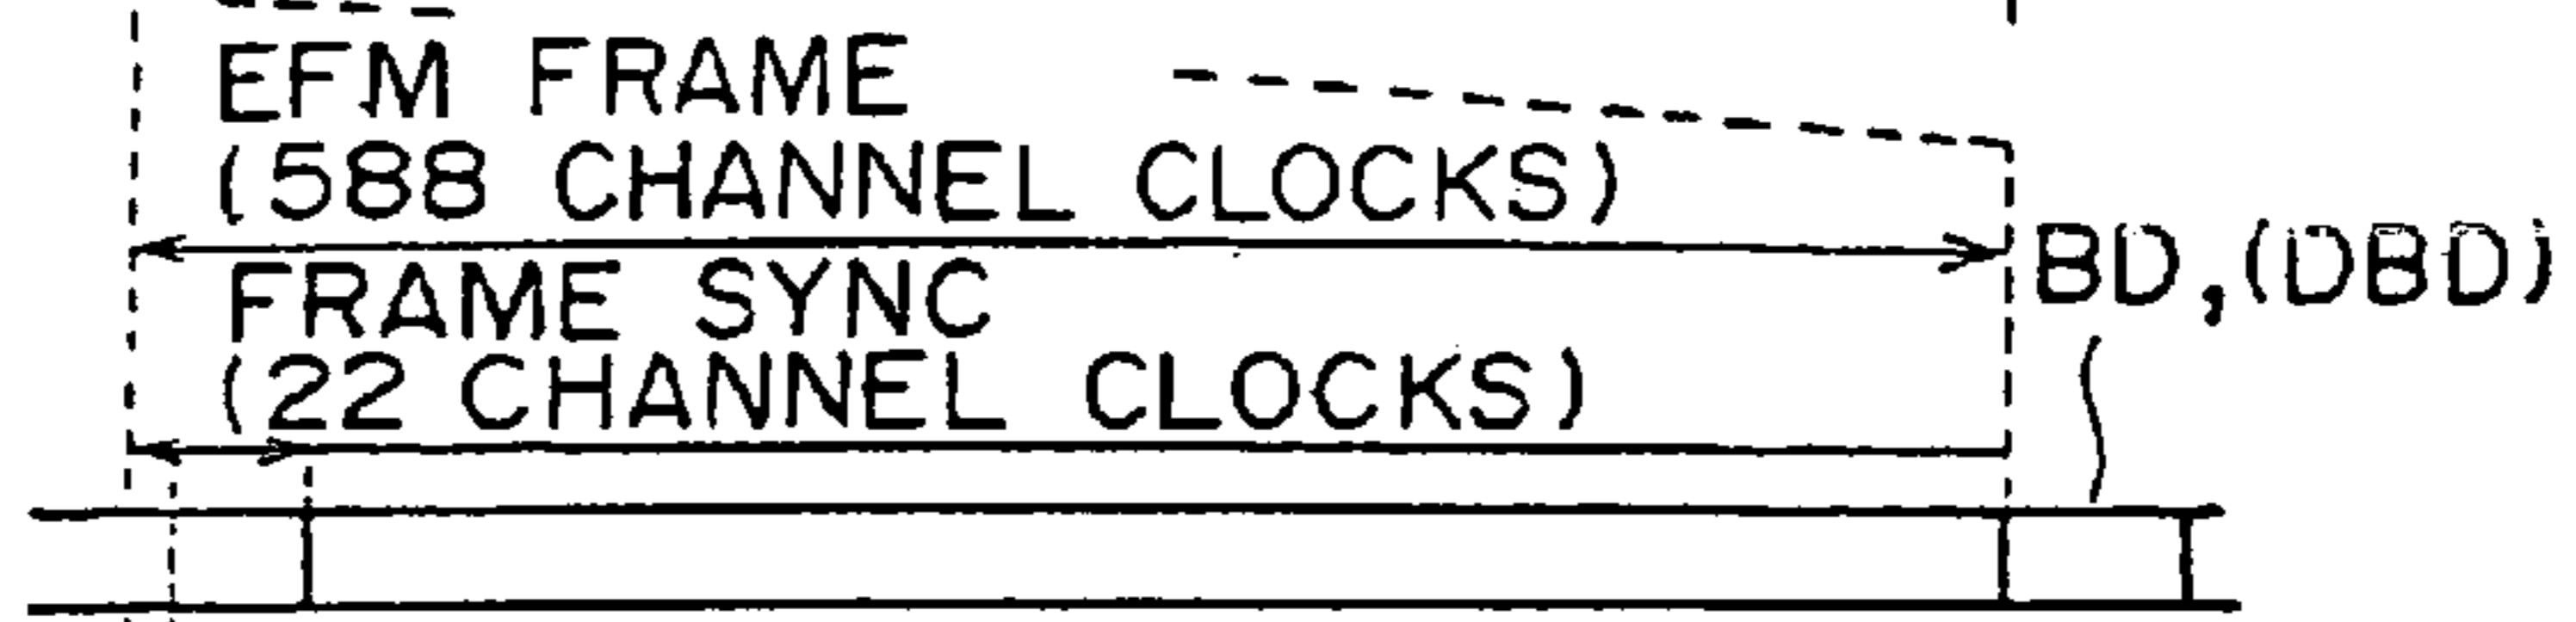 EFM FRAME
(588 CHANNEL CLOCKS)
BD,(DBD)
FRAME SYNC
(22 CHANNEL CLOCKS)